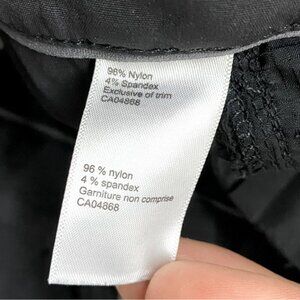 96% Nylon
4% Spandex
Exclusive of trim
CA04868
96 % nylon
4 % spandex
Garniture non comprise
CA04868